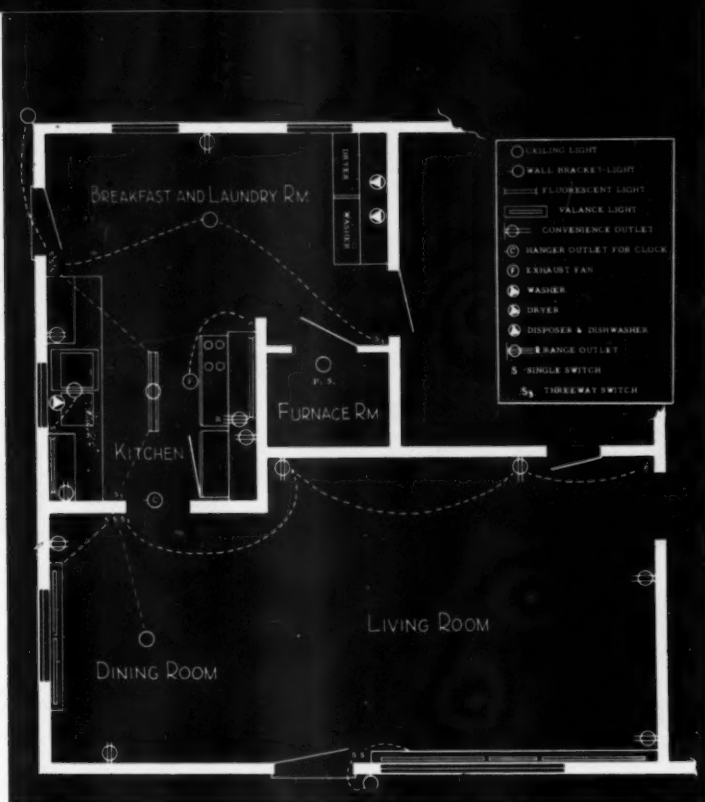 CEILING LIGHT
WALL BRACKET-LIGHT
FLUORESCENT LIGHT
VALANCE LIGHT
CONVENIENCE OUTLET
C HANGER OUTLET FOR CLOCK
F EXHAUST FAN
WASHER
DRYER
DISPOSER & DISHWASHER
RANGE OUTLET
S SINGLE SWITCH
S3 THREEWAY SWITCH
DRYER
BREAKFAST AND LAUNDRY RM.
WASHER
F
P. S.
FURNACE RM
R
KITCHEN
C
LIVING ROOM
DINING ROOM
S S